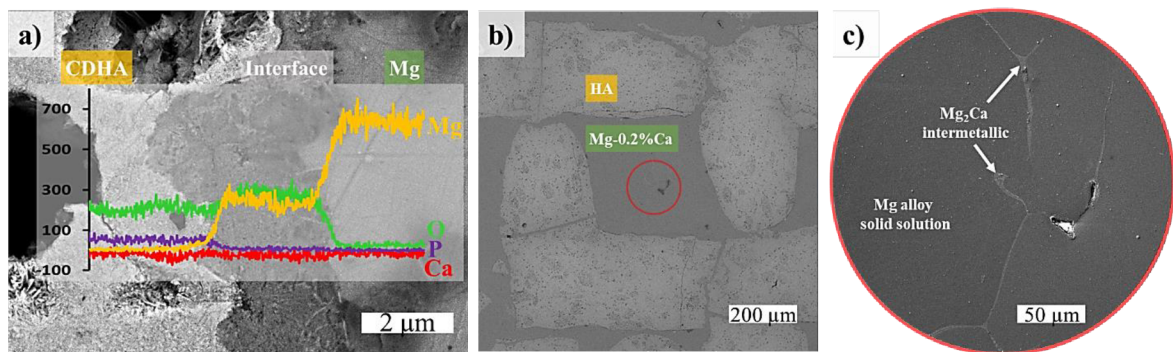 a)
CDHA
Interface
Mg
700
500
300
100
-100
Mg
O
P
Ca
2 µm
b)
HA
Mg-0.2%Ca
200 µm
c)
Mg₂Ca
intermetallic
Mg alloy
solid solution
50 µm